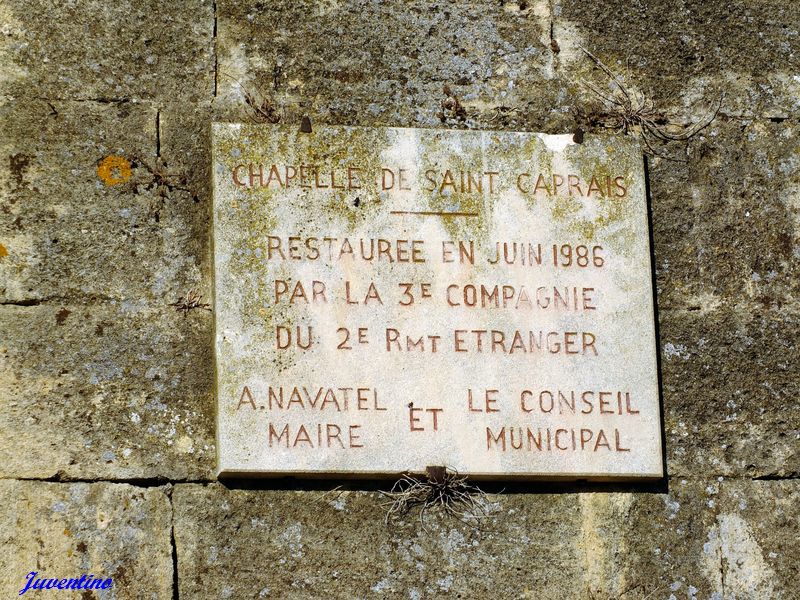 CHAPELLE DE SAINT CAPRAIS
RESTAUREE EN JUIN 1986
PAR LA 3E COMPAGNIE
DU 2E RMT ETRANGER
A. NAVATEL ET LE CONSEIL
MAIRE MUNICIPAL
Juventino